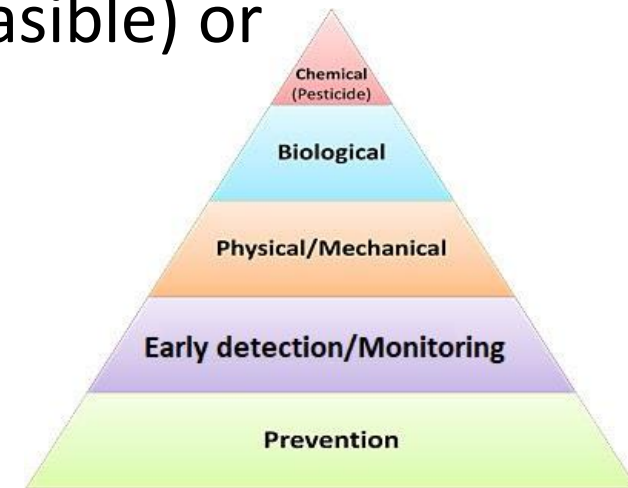 asible) or
Chemical
(Pesticide)
Biological
Physical/Mechanical
Early detection/Monitoring
Prevention